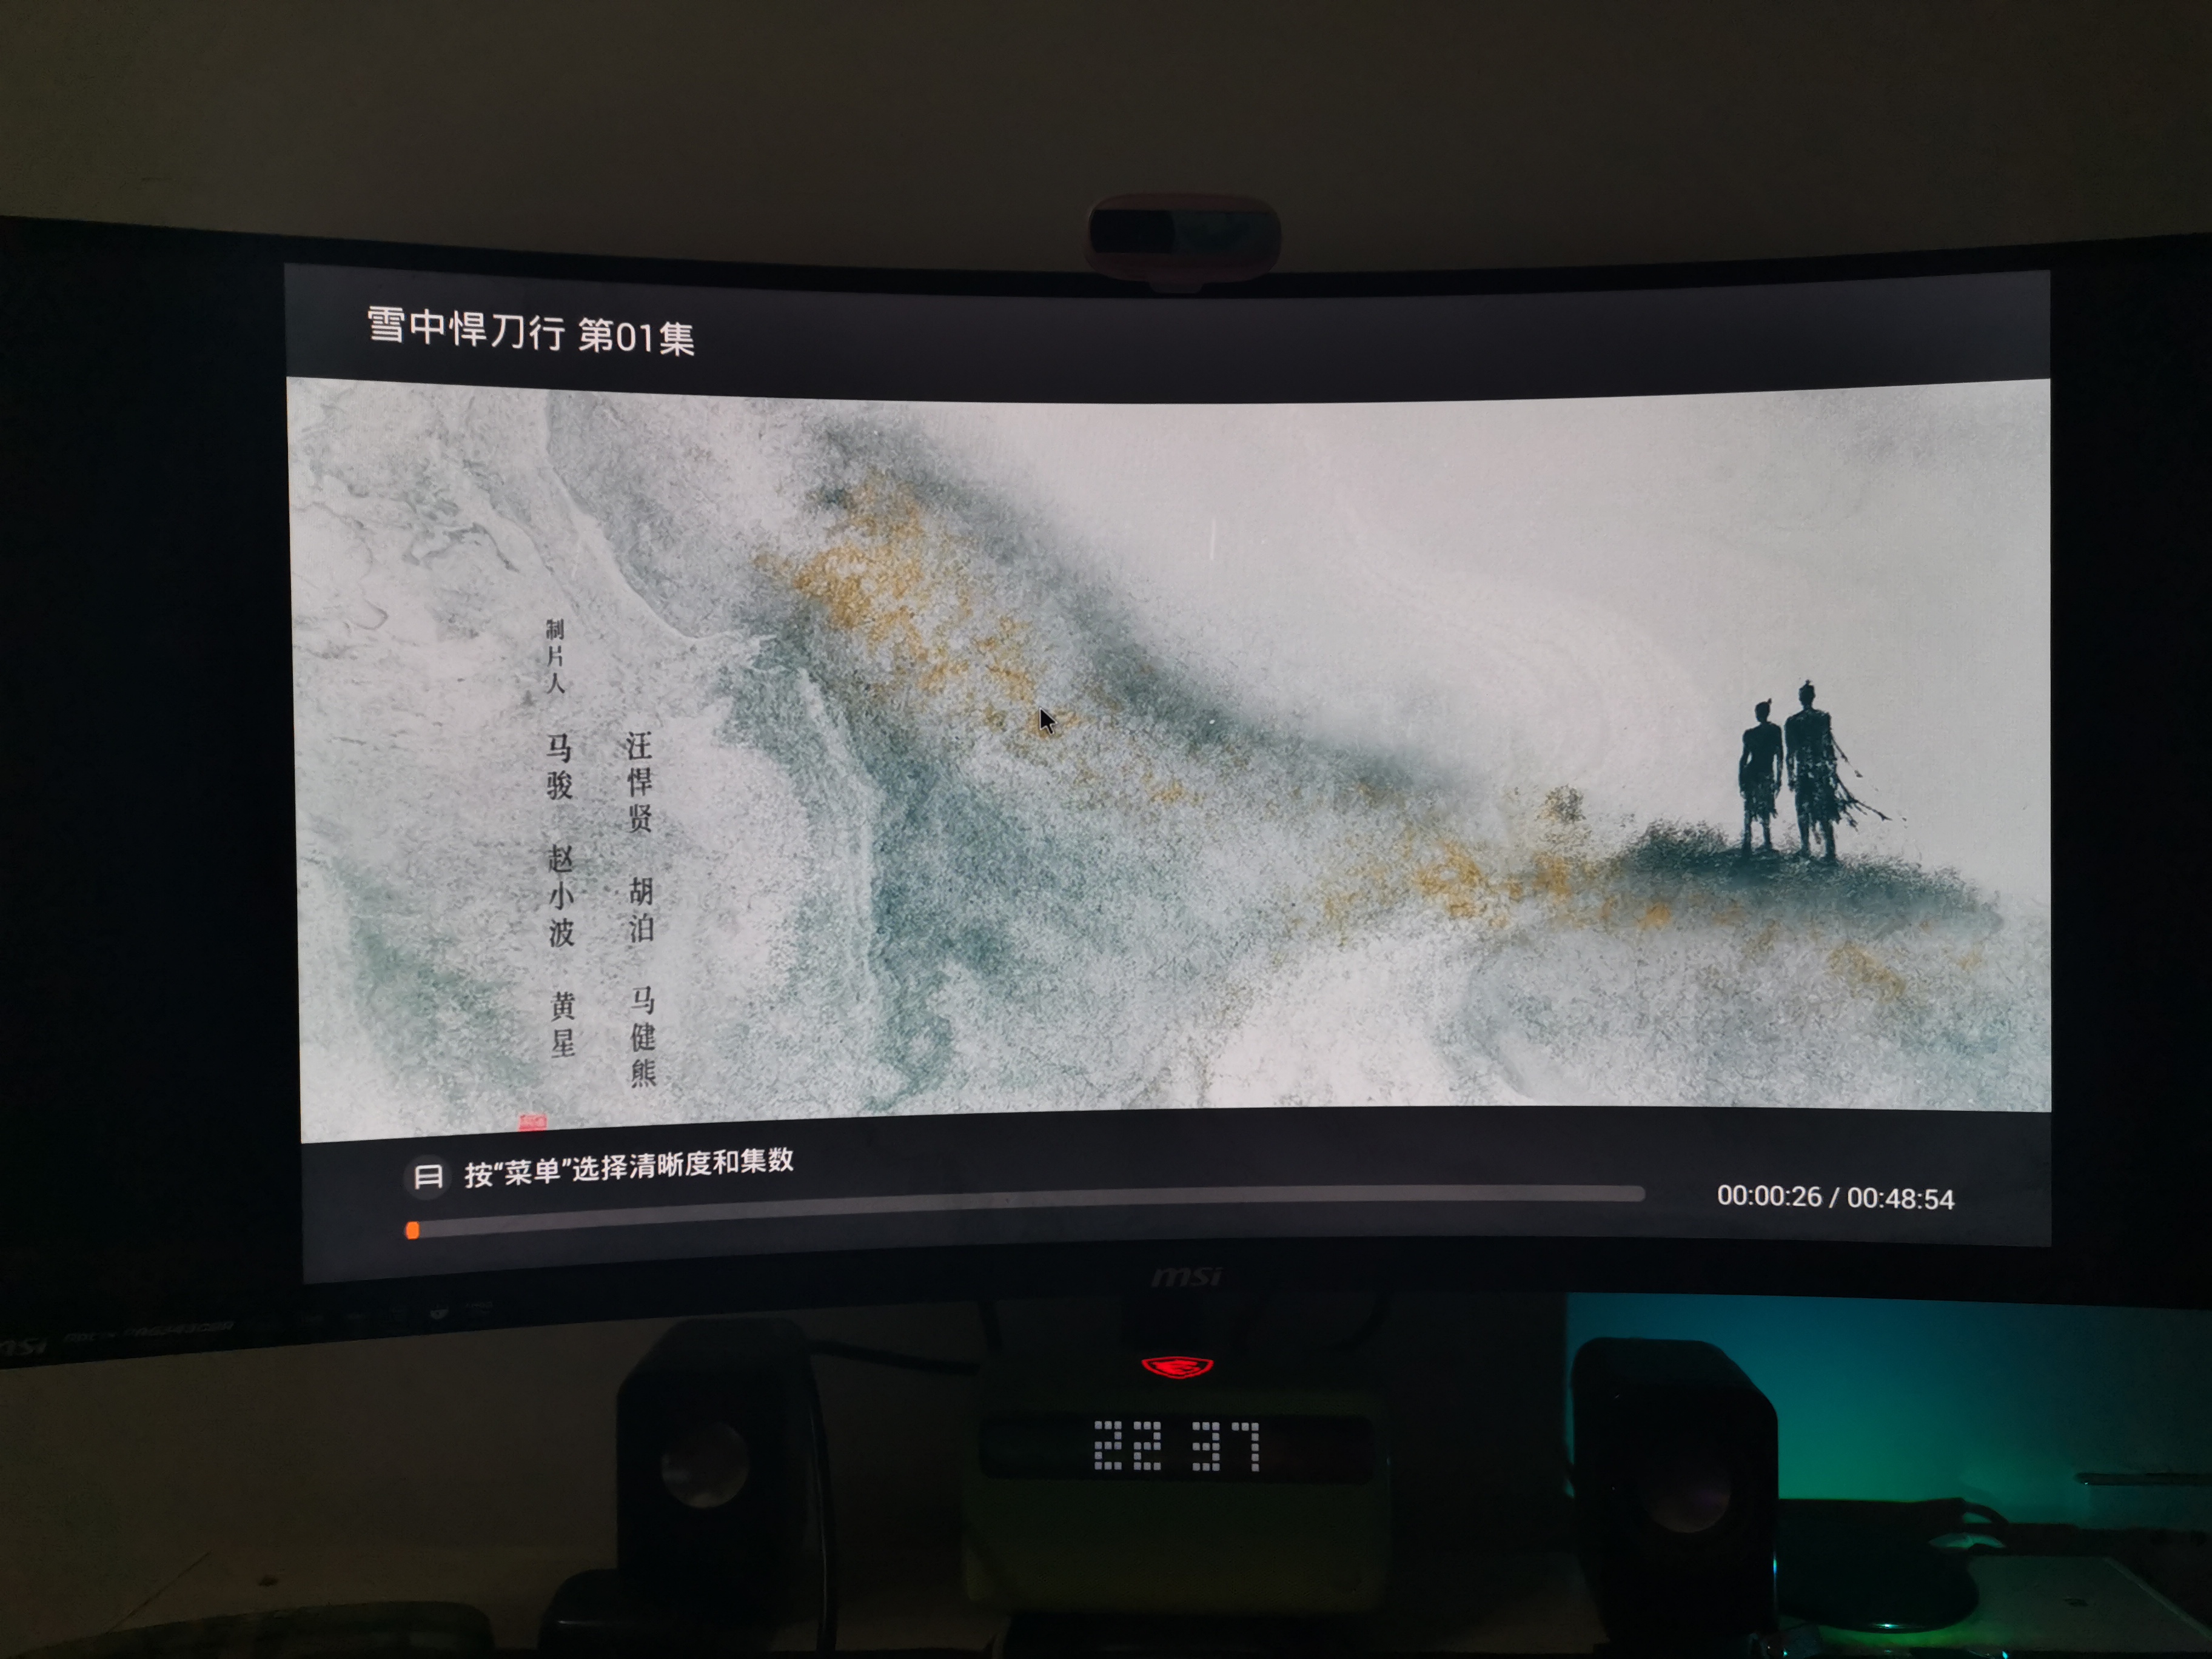 雪中悍刀行 第01集
制片人
马骏 赵小波 黄星
汪悍贤 胡泊 马健熊
按“菜单”选择清晰度和集数
00:00:26 / 00:48:54
msi
msi
22 37